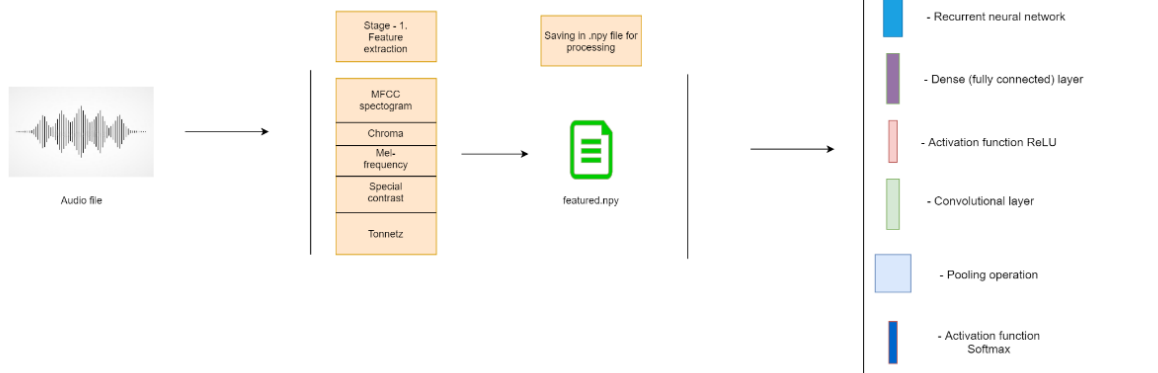 Stage - 1.
Feature
extraction
Saving in .npy file for
processing
MFCC
spectogram
Chroma
Mel-
frequency
Special
contrast
Tonnetz
Audio file
featured.npy
- Recurrent neural network
- Dense (fully connected) layer
- Activation function ReLU
- Convolutional layer
- Pooling operation
- Activation function
Softmax